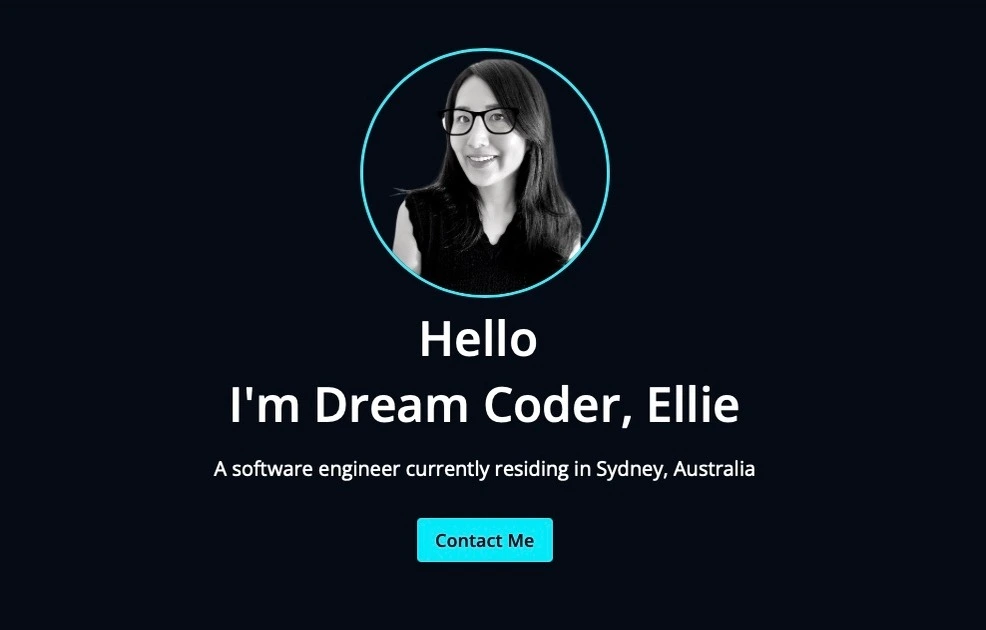 Hello
I'm Dream Coder, Ellie
A software engineer currently residing in Sydney, Australia
Contact Me